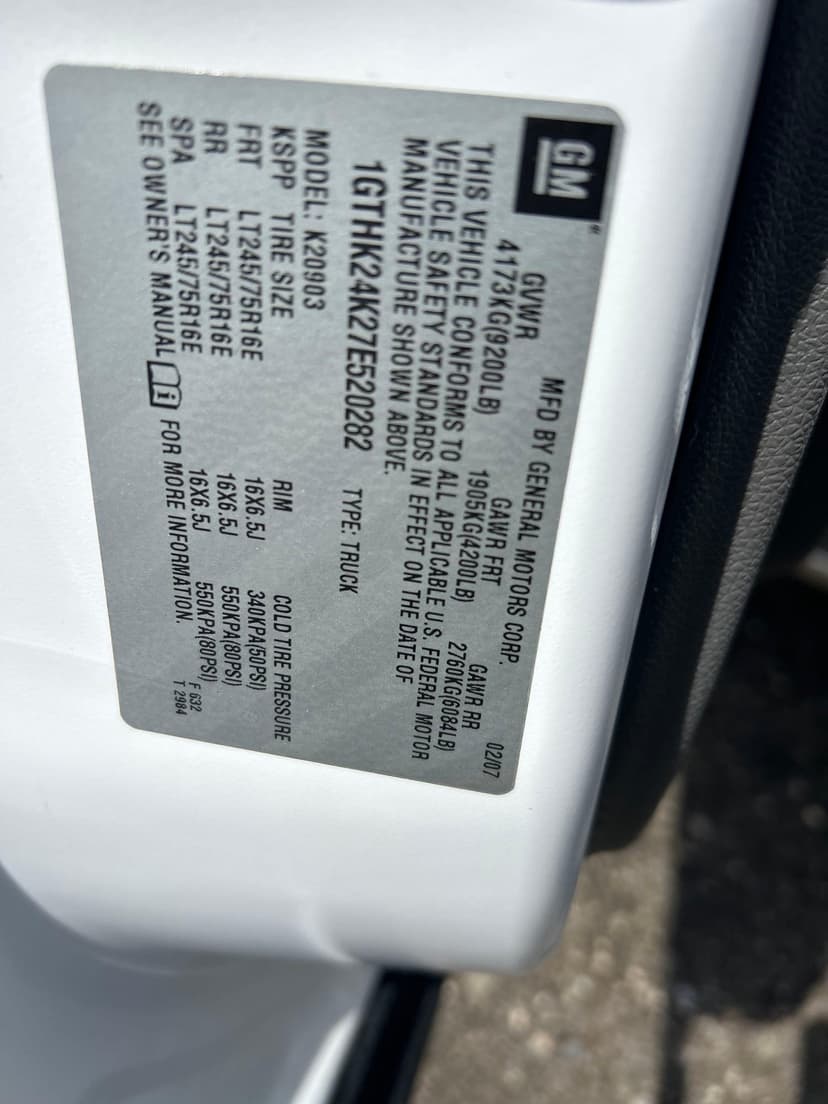 GM
MFD BY GENERAL MOTORS CORP. 02/07
GVWR GAWR FRT GAWR RR
4173KG(9200LB) 1905KG(4200LB) 2760KG(6084LB)
THIS VEHICLE CONFORMS TO ALL APPLICABLE U.S. FEDERAL MOTOR
VEHICLE SAFETY STANDARDS IN EFFECT ON THE DATE OF
MANUFACTURE SHOWN ABOVE.
1GTHK24K27E520282 TYPE: TRUCK
MODEL: K20903
KSPP TIRE SIZE RIM COLD TIRE PRESSURE
FRT LT245/75R16E 16X6.5J 340KPA(50PSI)
RR LT245/75R16E 16X6.5J 550KPA(80PSI)
SPA LT245/75R16E 16X6.5J 550KPA(80PSI)
SEE OWNER'S MANUAL i FOR MORE INFORMATION.
F 632
T 2984